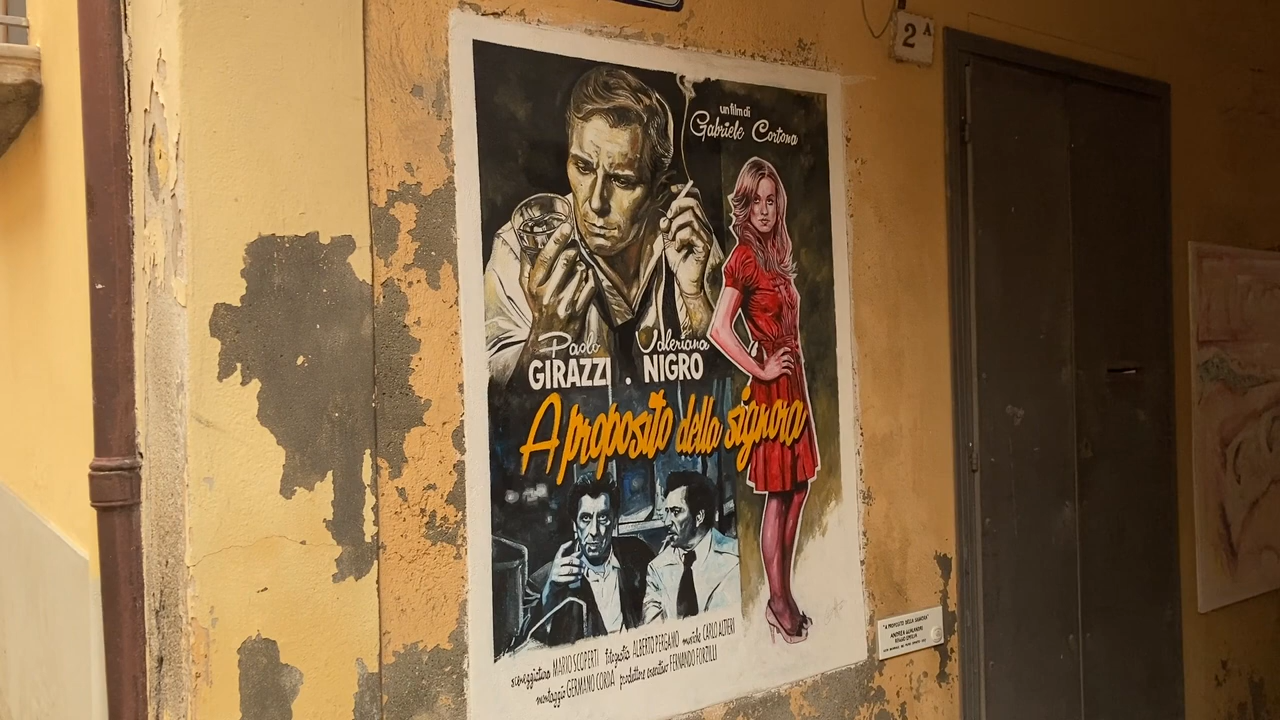 2 A
un film di
Gabriele Cortona
Paolo Valeriana
GIRAZZI . NIGRO
A proposito della signora
sceneggiatura MARIO SCOPERTI fotografia ALBERTO PERGAMO musiche CARLO ALTIERI
montaggio GERMANO CORDA produttore esecutivo FERNANDO FORZILLI
"A PROPOSITO DELLA SIGNORA"